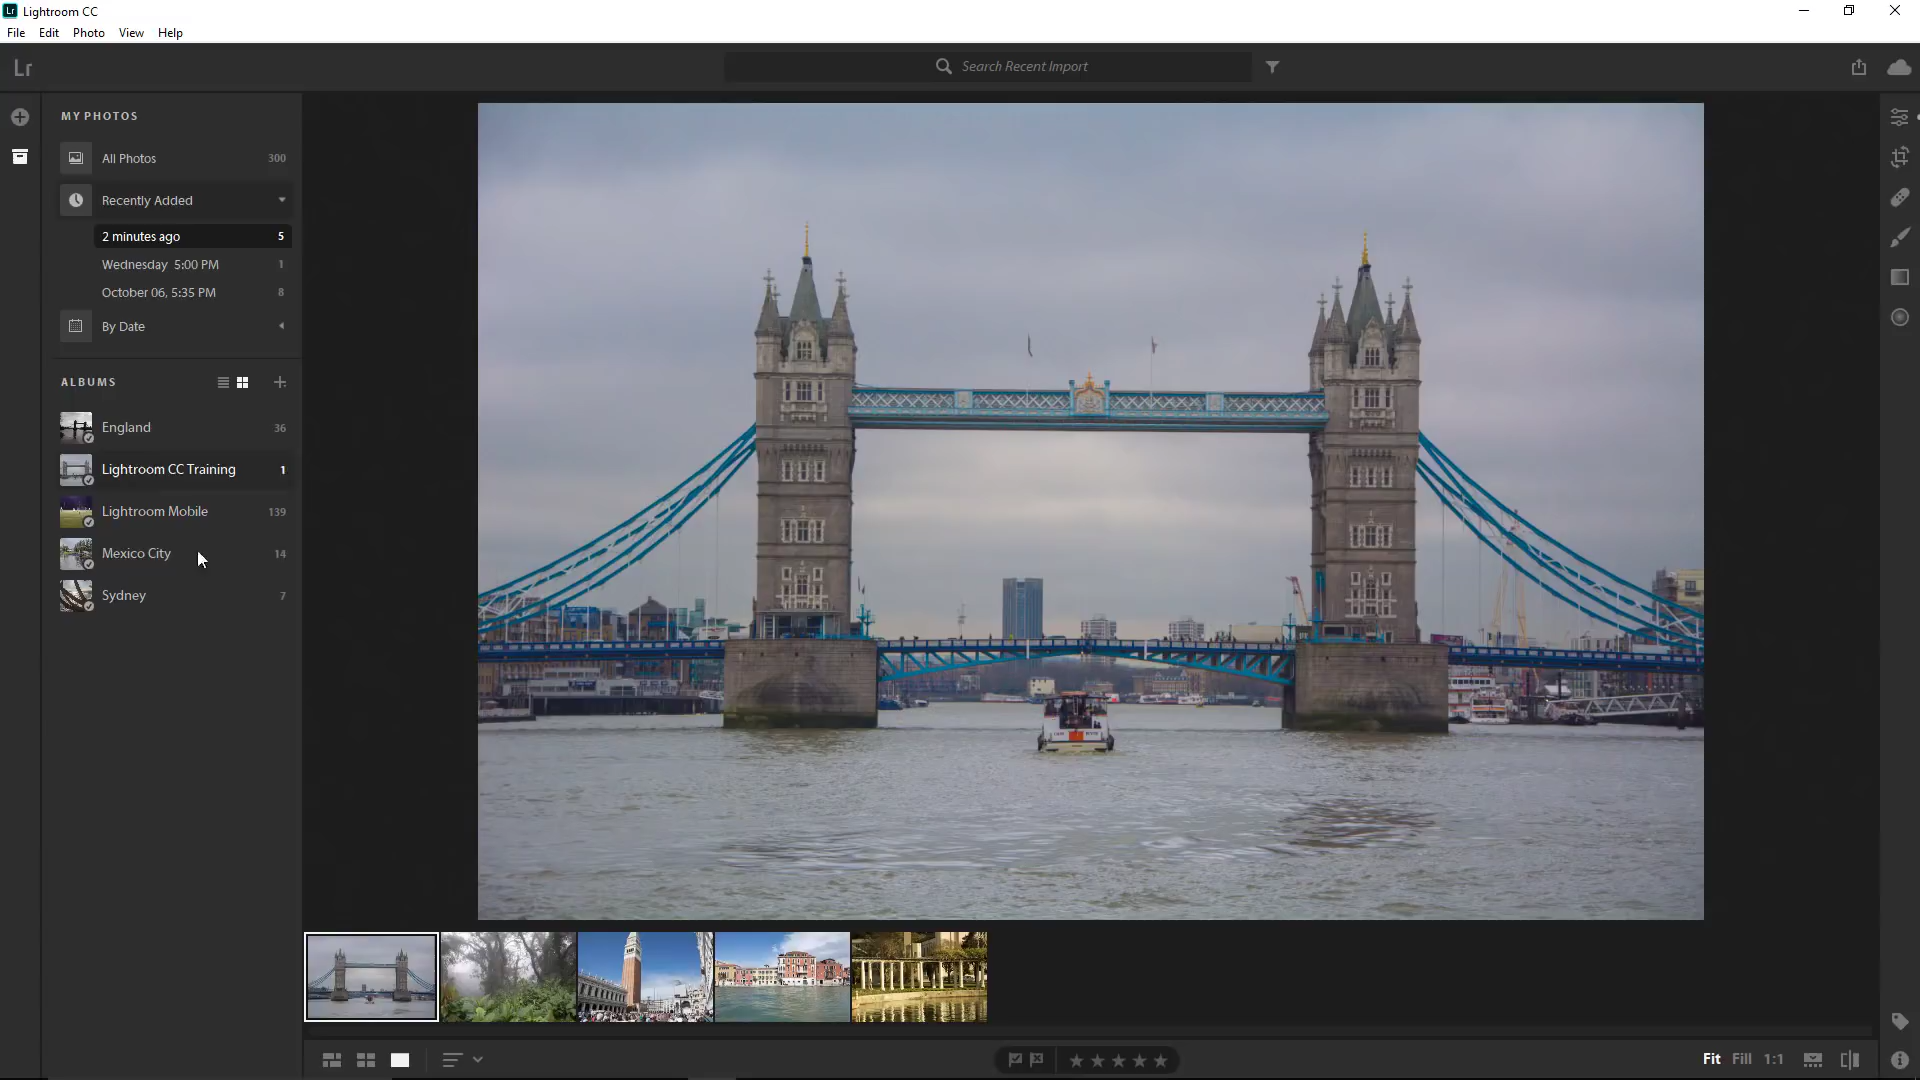 Lr Lightroom CC
File Edit Photo View Help
Lr
Search Recent Import
MY PHOTOS
All Photos 300
Recently Added
2 minutes ago 5
Wednesday 5:00 PM 1
October 06, 5:35 PM 8
By Date
ALBUMS
England 36
Lightroom CC Training 1
Lightroom Mobile 139
Mexico City 14
Sydney 7
Fit Fill 1:1